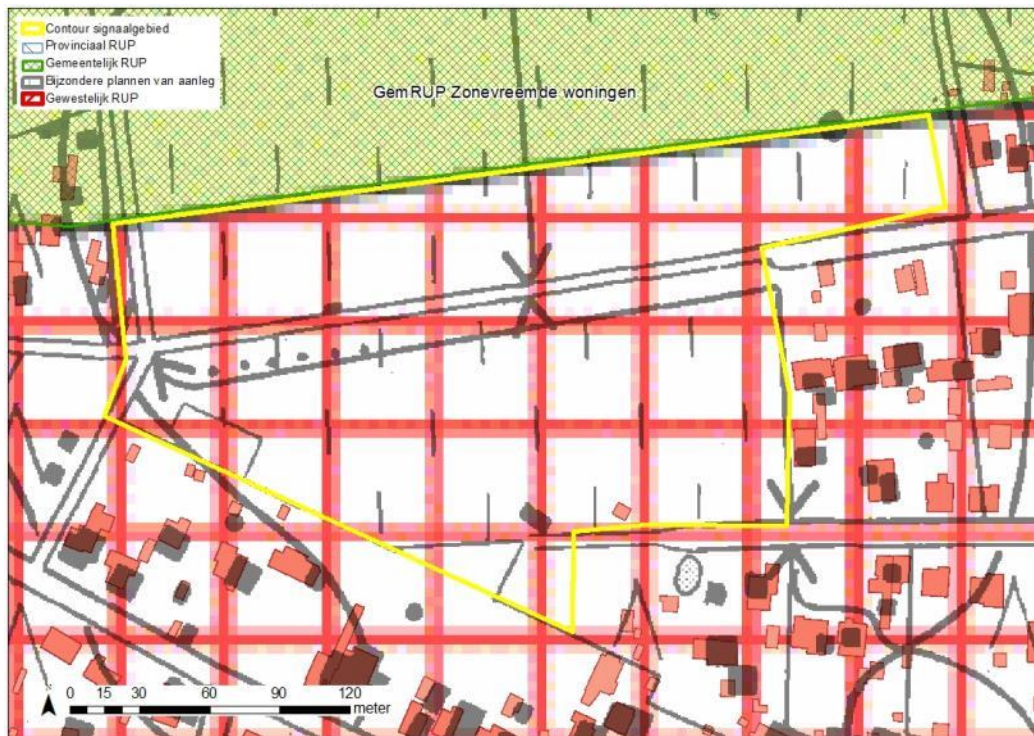 Contour signaalgebied
Provinciaal RUP
Gemeentelijk RUP
Bijzondere plannen van aanleg
Gewestelijk RUP
GemRUP Zonevreemde woningen
0 15 30 60 90 120
meter